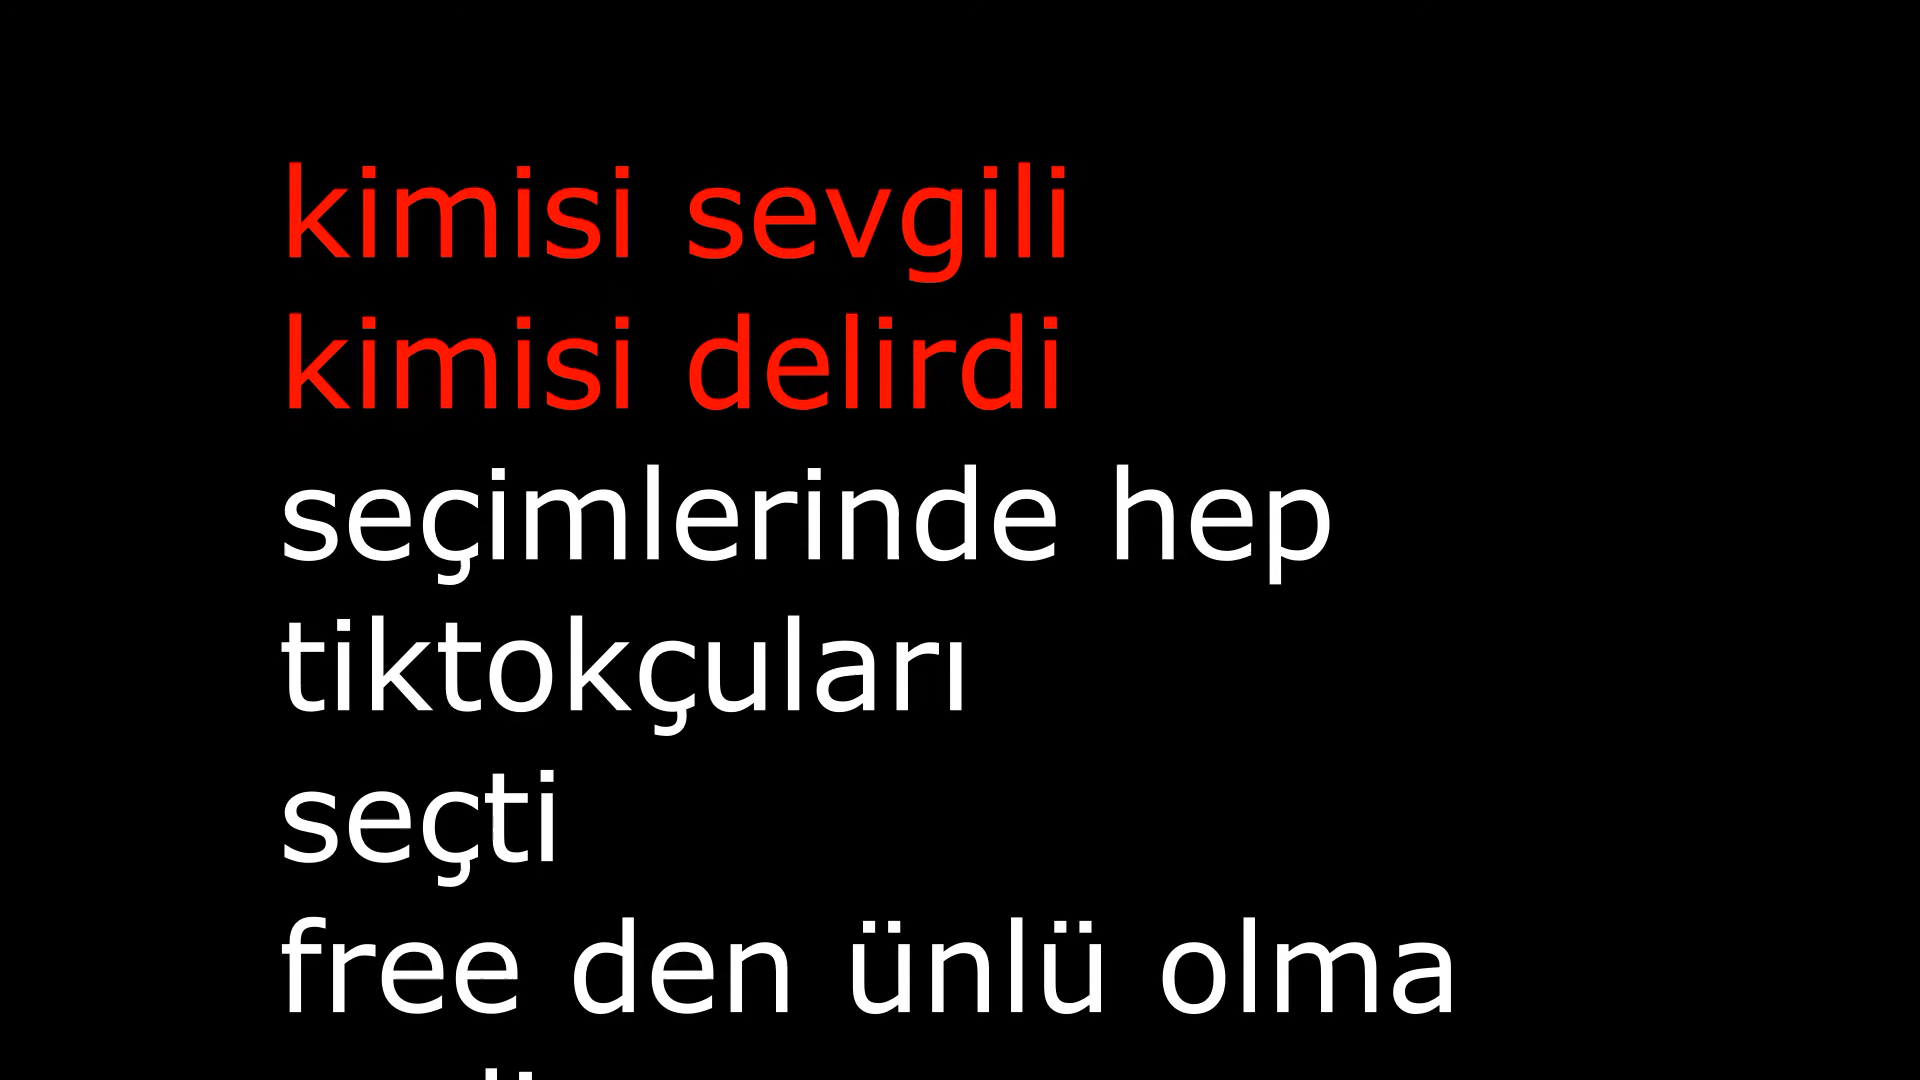 kimisi sevgili
kimisi delirdi
seçimlerinde hep
tiktokçuları
seçti
free den ünlü olma